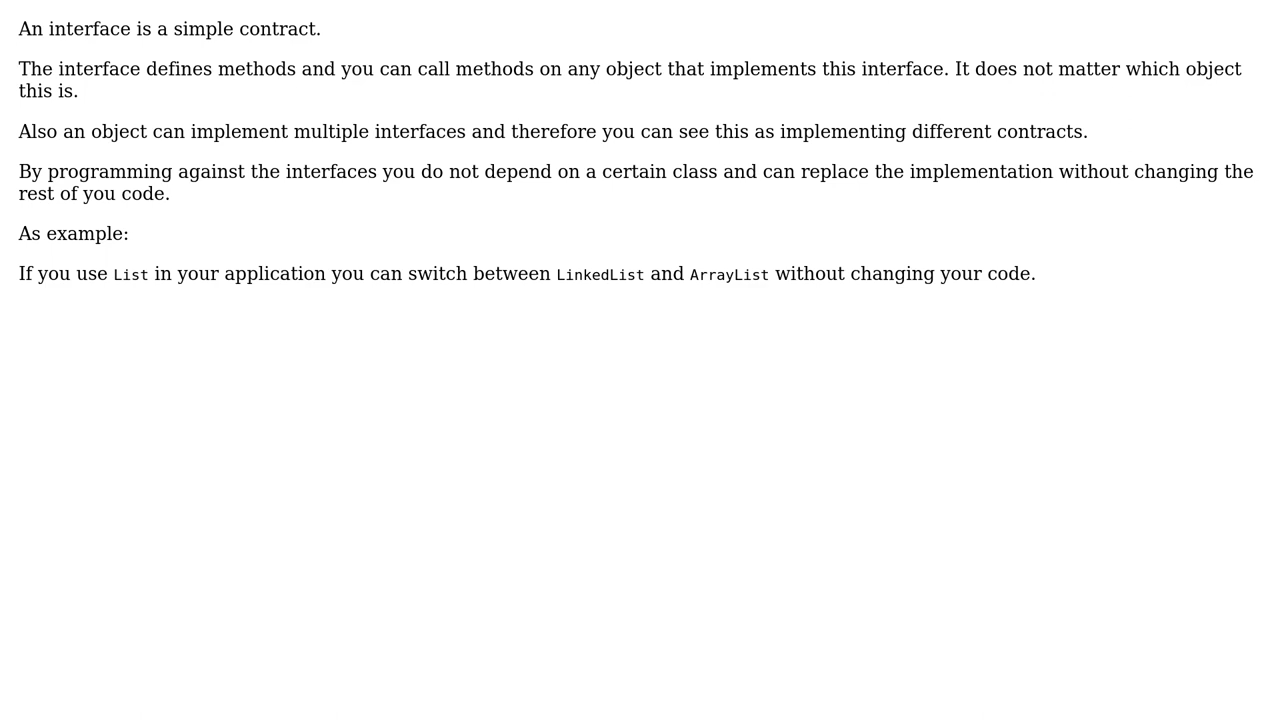 An interface is a simple contract.
The interface defines methods and you can call methods on any object that implements this interface. It does not matter which object
this is.
Also an object can implement multiple interfaces and therefore you can see this as implementing different contracts.
By programming against the interfaces you do not depend on a certain class and can replace the implementation without changing the
rest of you code.
As example:
If you use List in your application you can switch between LinkedList and ArrayList without changing your code.